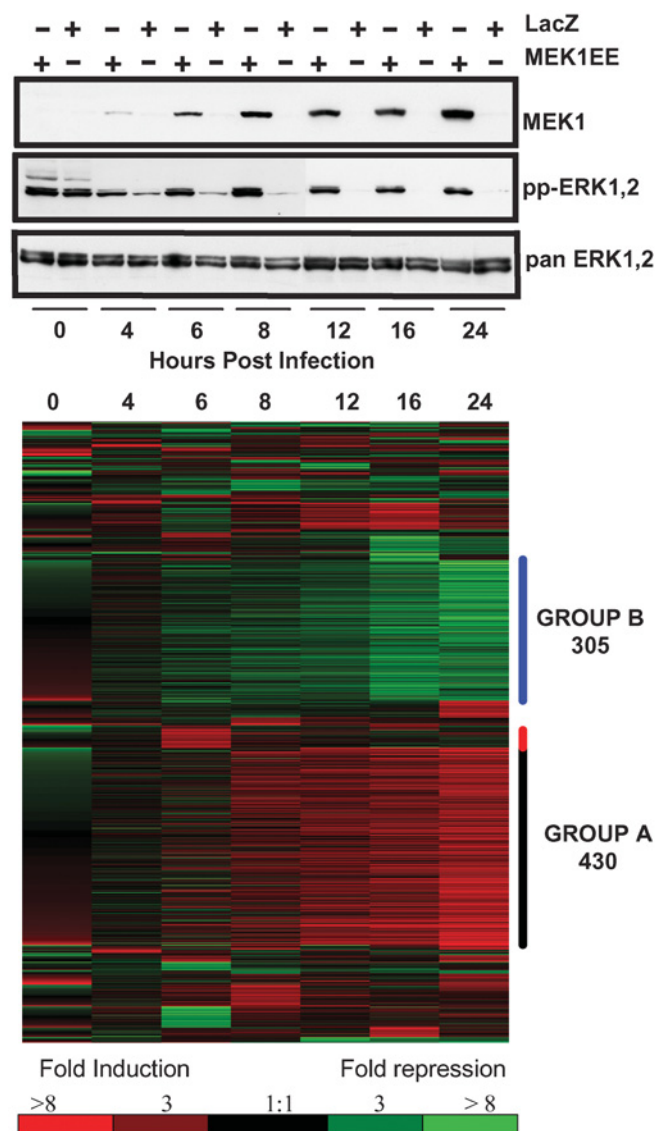 − + − + − + − + − + − + − + LacZ
+ − + − + − + − + − + − + − MEK1EE
MEK1
pp-ERK1,2
pan ERK1,2
0 4 6 8 12 16 24
Hours Post Infection
0 4 6 8 12 16 24
GROUP B
305
GROUP A
430
Fold Induction Fold repression
>8 3 1:1 3 > 8